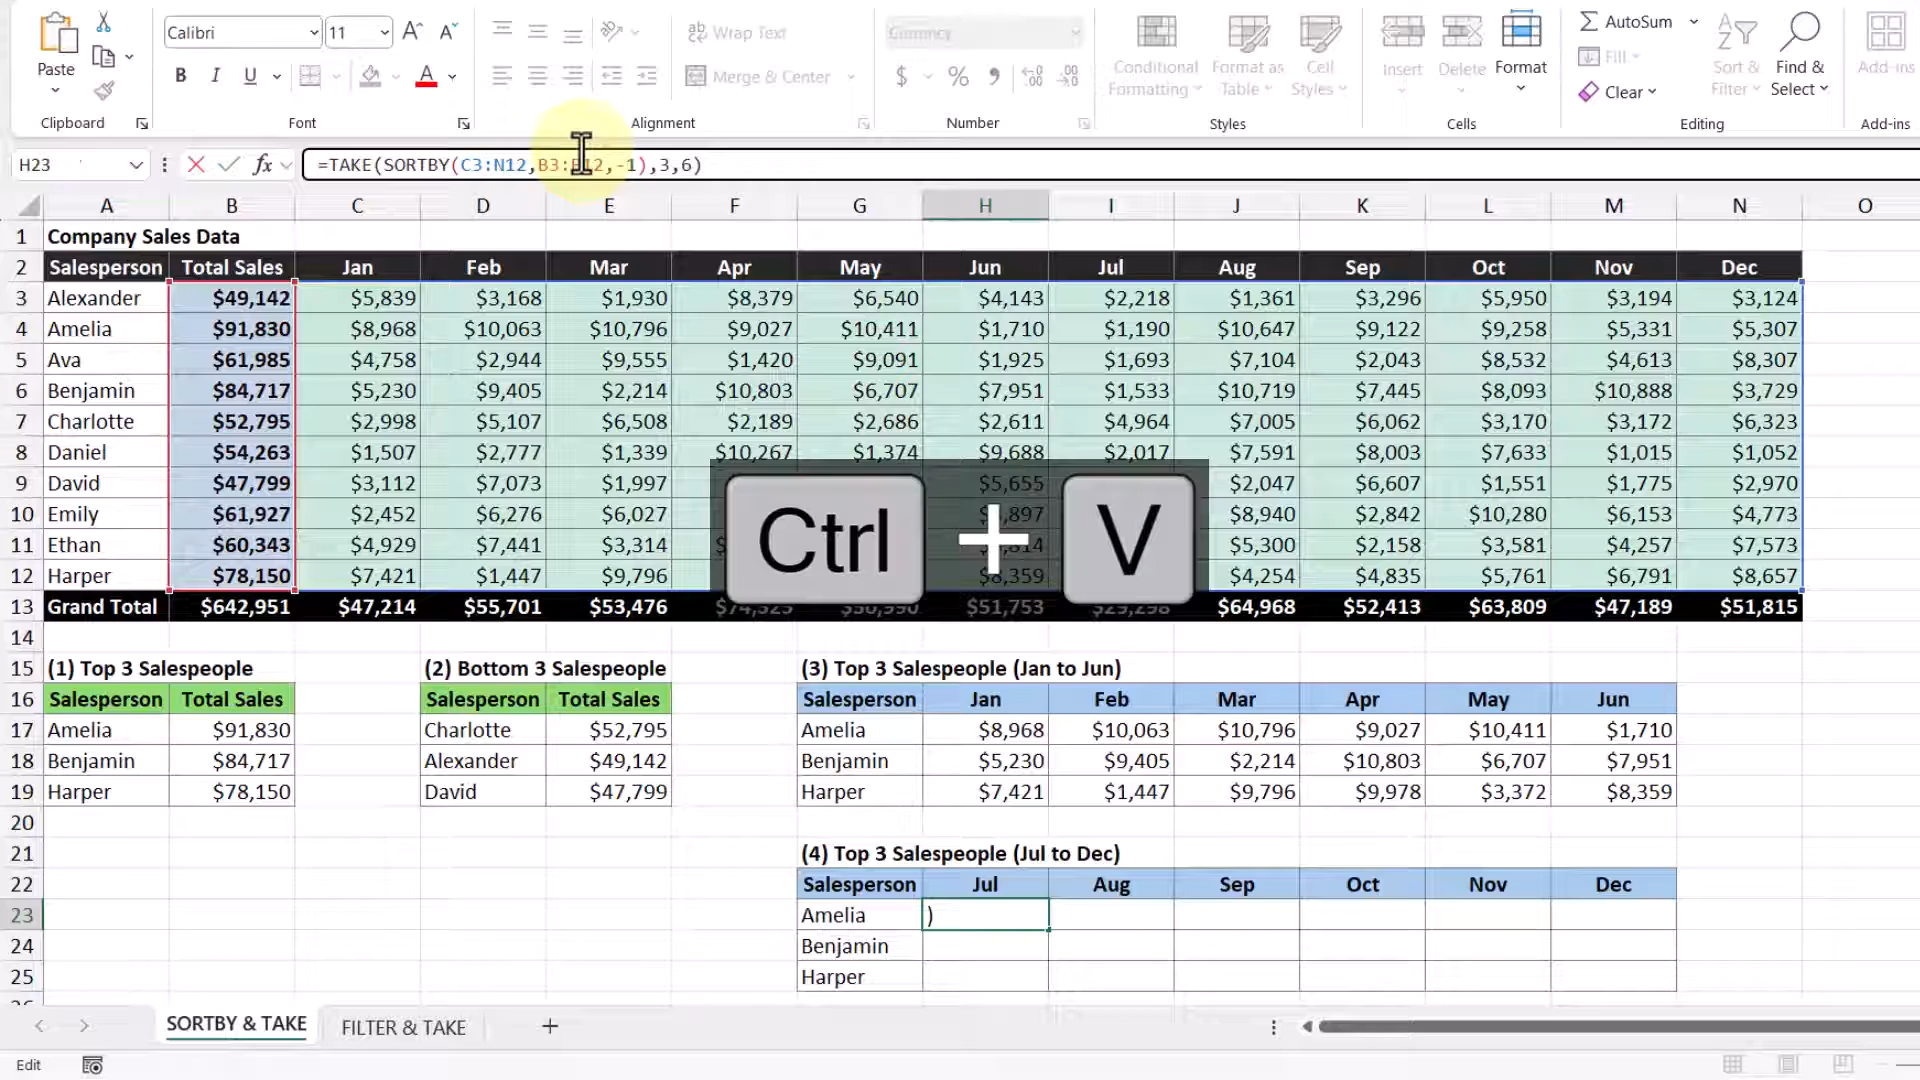 Calibri 11 Wrap Text Currency AutoSum
Paste Conditional Format as Cell Insert Delete Format Fill Sort & Find & Add-ins
B I U A Merge & Center $ % Formatting Table Styles Clear Filter Select
Clipboard Font Alignment Number Styles Cells Editing Add-ins
H23 fx =TAKE(SORTBY(C3:N12,B3:B12,-1),3,6)
A B C D E F G H I J K L M N O
1 Company Sales Data
2 Salesperson Total Sales Jan Feb Mar Apr May Jun Jul Aug Sep Oct Nov Dec
3 Alexander $49,142 $5,839 $3,168 $1,930 $8,379 $6,540 $4,143 $2,218 $1,361 $3,296 $5,950 $3,194 $3,124
4 Amelia $91,830 $8,968 $10,063 $10,796 $9,027 $10,411 $1,710 $1,190 $10,647 $9,122 $9,258 $5,331 $5,307
5 Ava $61,985 $4,758 $2,944 $9,555 $1,420 $9,091 $1,925 $1,693 $7,104 $2,043 $8,532 $4,613 $8,307
6 Benjamin $84,717 $5,230 $9,405 $2,214 $10,803 $6,707 $7,951 $1,533 $10,719 $7,445 $8,093 $10,888 $3,729
7 Charlotte $52,795 $2,998 $5,107 $6,508 $2,189 $2,686 $2,611 $4,964 $7,005 $6,062 $3,170 $3,172 $6,323
8 Daniel $54,263 $1,507 $2,777 $1,339 $10,267 $1,374 $9,688 $2,017 $7,591 $8,003 $7,633 $1,015 $1,052
9 David $47,799 $3,112 $7,073 $1,997 $5,655 $2,047 $6,607 $1,551 $1,775 $2,970
10 Emily $61,927 $2,452 $6,276 $6,027 $8,940 $2,842 $10,280 $6,153 $4,773
Ctrl + V
11 Ethan $60,343 $4,929 $7,441 $3,314 $5,300 $2,158 $3,581 $4,257 $7,573
12 Harper $78,150 $7,421 $1,447 $9,796 $8,359 $4,254 $4,835 $5,761 $6,791 $8,657
13 Grand Total $642,951 $47,214 $55,701 $53,476 $51,753 $64,968 $52,413 $63,809 $47,189 $51,815
14
15 (1) Top 3 Salespeople (2) Bottom 3 Salespeople (3) Top 3 Salespeople (Jan to Jun)
16 Salesperson Total Sales Salesperson Total Sales Salesperson Jan Feb Mar Apr May Jun
17 Amelia $91,830 Charlotte $52,795 Amelia $8,968 $10,063 $10,796 $9,027 $10,411 $1,710
18 Benjamin $84,717 Alexander $49,142 Benjamin $5,230 $9,405 $2,214 $10,803 $6,707 $7,951
19 Harper $78,150 David $47,799 Harper $7,421 $1,447 $9,796 $9,978 $3,372 $8,359
20
21 (4) Top 3 Salespeople (Jul to Dec)
22 Salesperson Jul Aug Sep Oct Nov Dec
23 Amelia )
24 Benjamin
25 Harper
SORTBY & TAKE FILTER & TAKE +
Edit